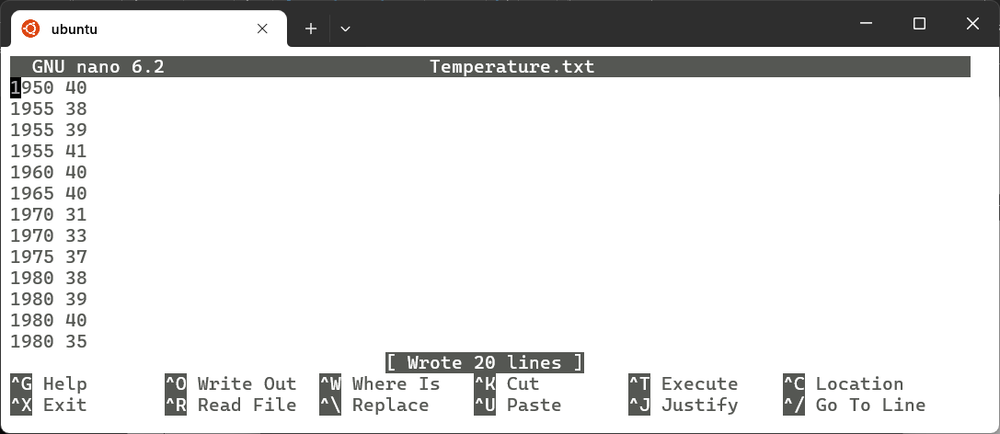 ubuntu
GNU nano 6.2 Temperature.txt
1950 40
1955 38
1955 39
1955 41
1960 40
1965 40
1970 31
1970 33
1975 37
1980 38
1980 39
1980 40
1980 35
[ Wrote 20 lines ]
^G Help ^O Write Out ^W Where Is ^K Cut ^T Execute ^C Location
^X Exit ^R Read File ^\ Replace ^U Paste ^J Justify ^/ Go To Line